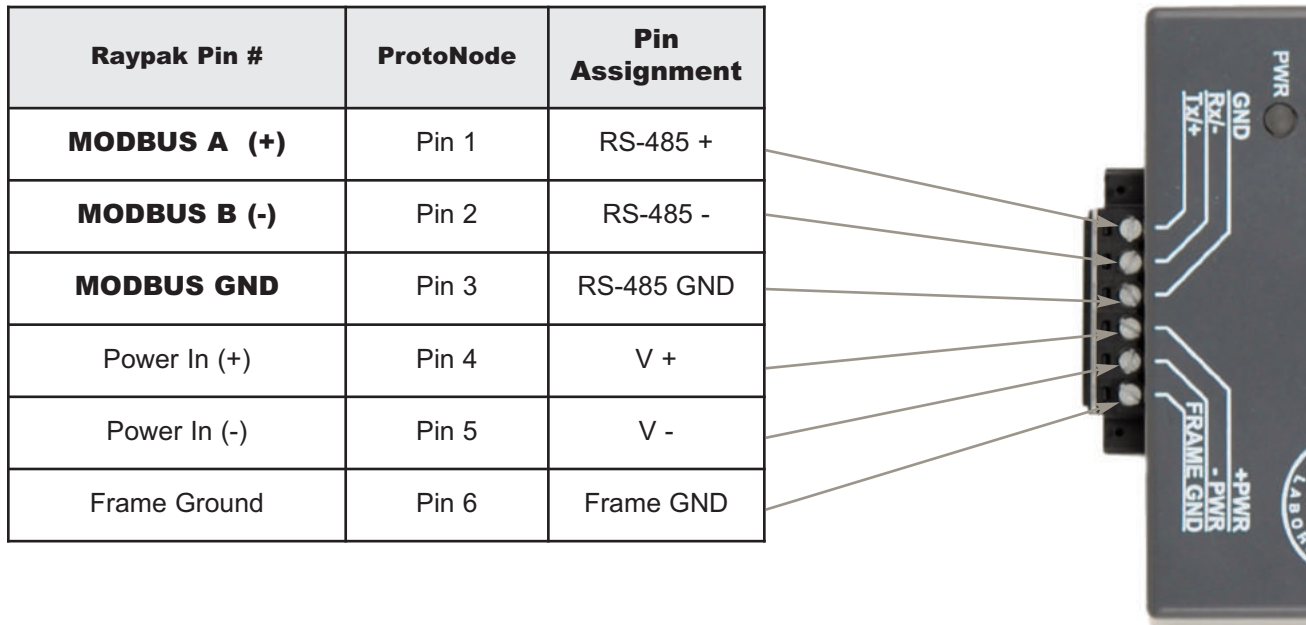 Raypak Pin # ProtoNode Pin Assignment
MODBUS A (+) Pin 1 RS-485 +
MODBUS B (-) Pin 2 RS-485 -
MODBUS GND Pin 3 RS-485 GND
Power In (+) Pin 4 V +
Power In (-) Pin 5 V -
Frame Ground Pin 6 Frame GND
PWR
GND
Rx/-
Tx/+
+PWR
- PWR
FRAME GND